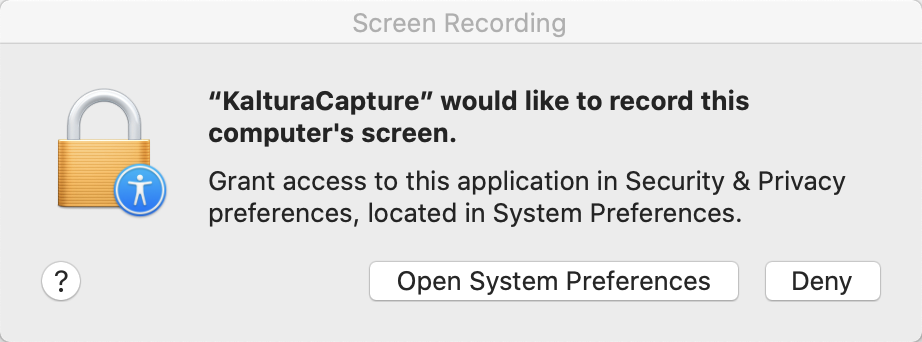 Screen Recording
“KalturaCapture” would like to record this
computer's screen.
Grant access to this application in Security & Privacy
preferences, located in System Preferences.
?
Open System Preferences
Deny